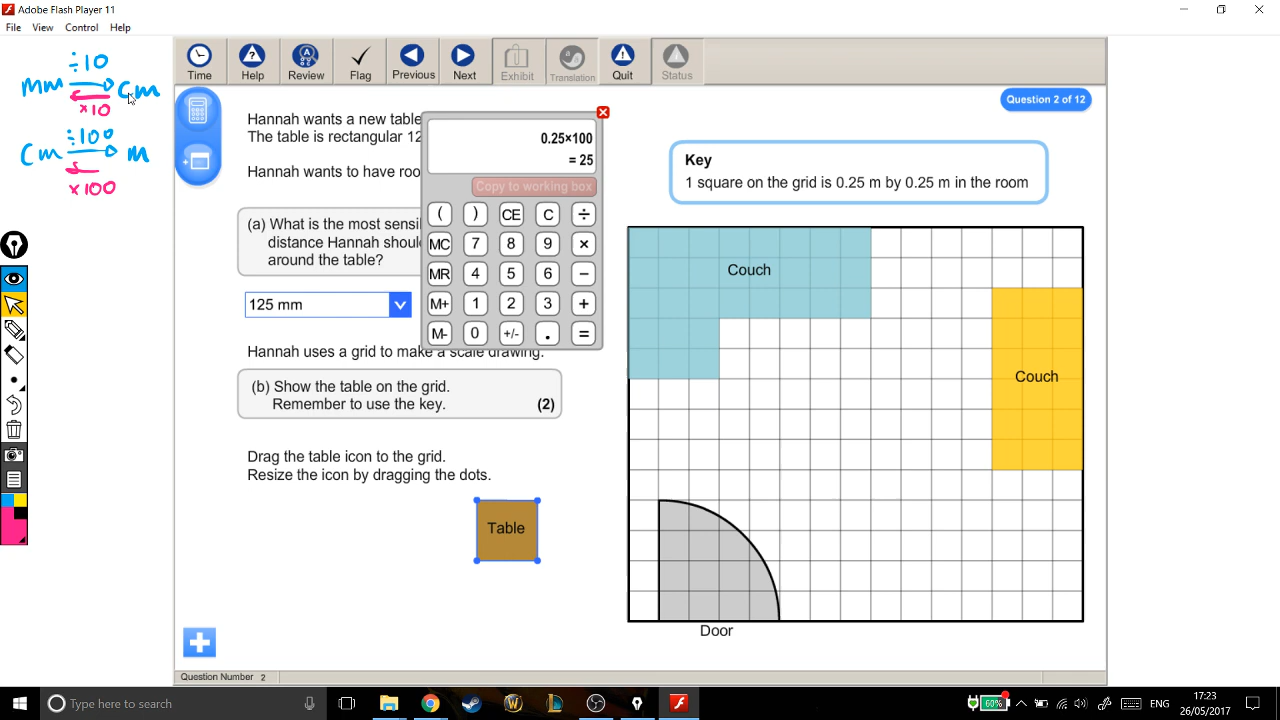 Adobe Flash Player 11
File View Control Help
÷10
mm cm
×10
÷100
cm m
×100
Time Help Review Flag Previous Next Exhibit Translation Quit Status
Question 2 of 12
Hannah wants a new table
The table is rectangular 12
Hannah wants to have roo
0.25×100
= 25
Copy to working box
( ) CE C ÷
MC 7 8 9 ×
MR 4 5 6 −
M+ 1 2 3 +
M- 0 +/- . =
(a) What is the most sensi
distance Hannah shoul
around the table?
125 mm
Hannah uses a grid to make a scale drawing.
(b) Show the table on the grid.
Remember to use the key. (2)
Drag the table icon to the grid.
Resize the icon by dragging the dots.
Table
Key
1 square on the grid is 0.25 m by 0.25 m in the room
Couch
Couch
Door
Question Number 2
Type here to search
60%
ENG
17:23
26/05/2017